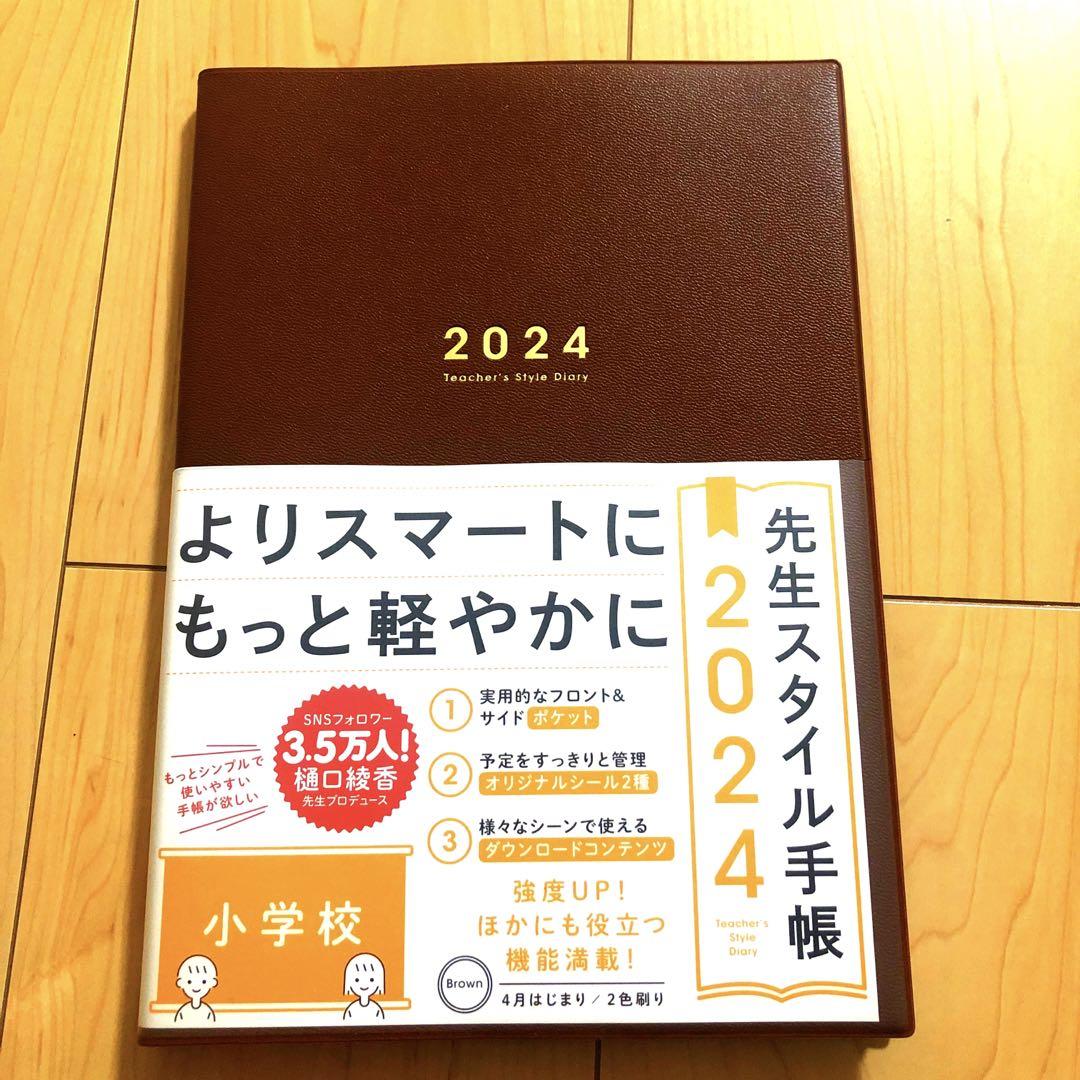 2024
Teacher's Style Diary
よりスマートに
もっと軽やかに
先生スタイル手帳
2024
Teacher's
Style
Diary
もっとシンプルで
使いやすい
手帳が欲しい
SNSフォロワー
3.5万人!
樋口綾香
先生プロデュース
1 実用的なフロント&
サイド ポケット
2 予定をすっきりと管理
オリジナルシール2種
3 様々なシーンで使える
ダウンロードコンテンツ
強度UP!
ほかにも役立つ
機能満載!
小学校
Brown
4月はじまり / 2色刷り